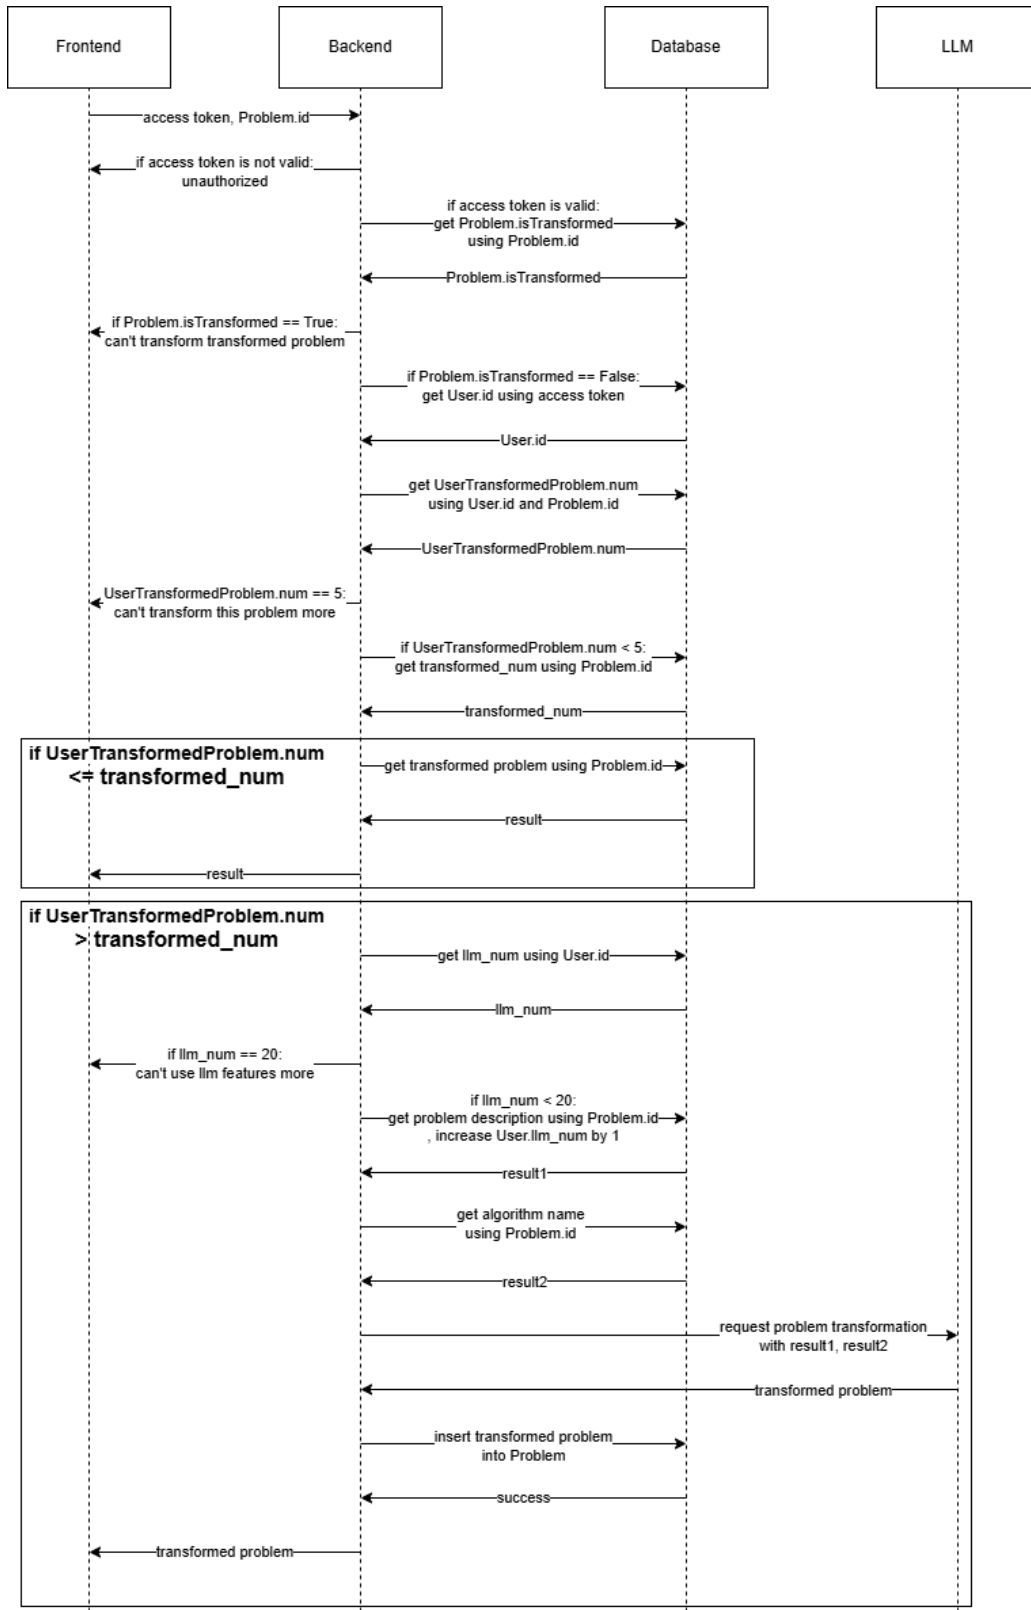 Frontend
Backend
Database
LLM
access token, Problem.id
if access token is not valid:
unauthorized
if access token is valid:
get Problem.isTransformed
using Problem.id
Problem.isTransformed
if Problem.isTransformed == True:
can't transform transformed problem
if Problem.isTransformed == False:
get User.id using access token
User.id
get UserTransformedProblem.num
using User.id and Problem.id
UserTransformedProblem.num
UserTransformedProblem.num == 5:
can't transform this problem more
if UserTransformedProblem.num < 5:
get transformed_num using Problem.id
transformed_num
if UserTransformedProblem.num
<= transformed_num
get transformed problem using Problem.id
result
result
if UserTransformedProblem.num
> transformed_num
get llm_num using User.id
llm_num
if llm_num == 20:
can't use llm features more
if llm_num < 20:
get problem description using Problem.id
, increase User.llm_num by 1
result1
get algorithm name
using Problem.id
result2
request problem transformation
with result1, result2
transformed problem
insert transformed problem
into Problem
success
transformed problem